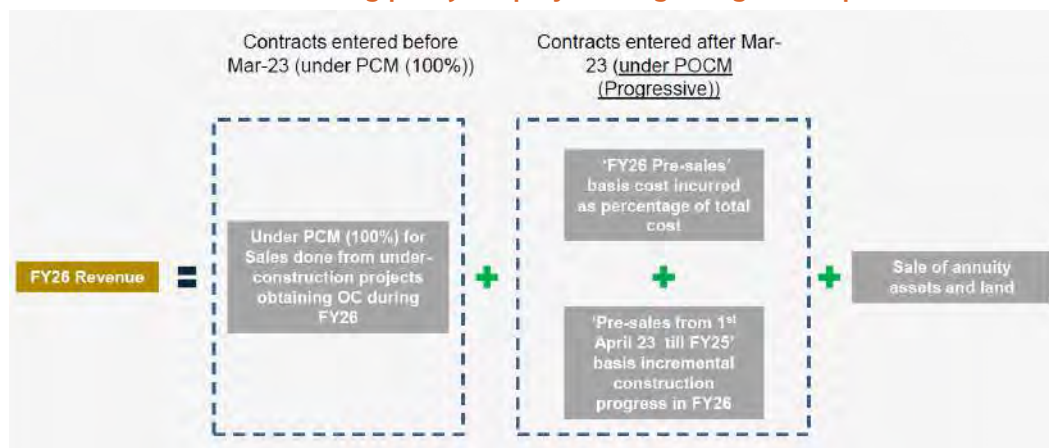 Contracts entered before
Mar-23 (under PCM (100%))
Contracts entered after Mar-
23 (under POCM
(Progressive))
FY26 Revenue
=
Under PCM (100%) for
Sales done from under-
construction projects
obtaining OC during
FY26
+
'FY26 Pre-sales'
basis cost incurred
as percentage of total
cost
+
'Pre-sales from 1st
April 23 till FY25'
basis incremental
construction
progress in FY26
+
Sale of annuity
assets and land